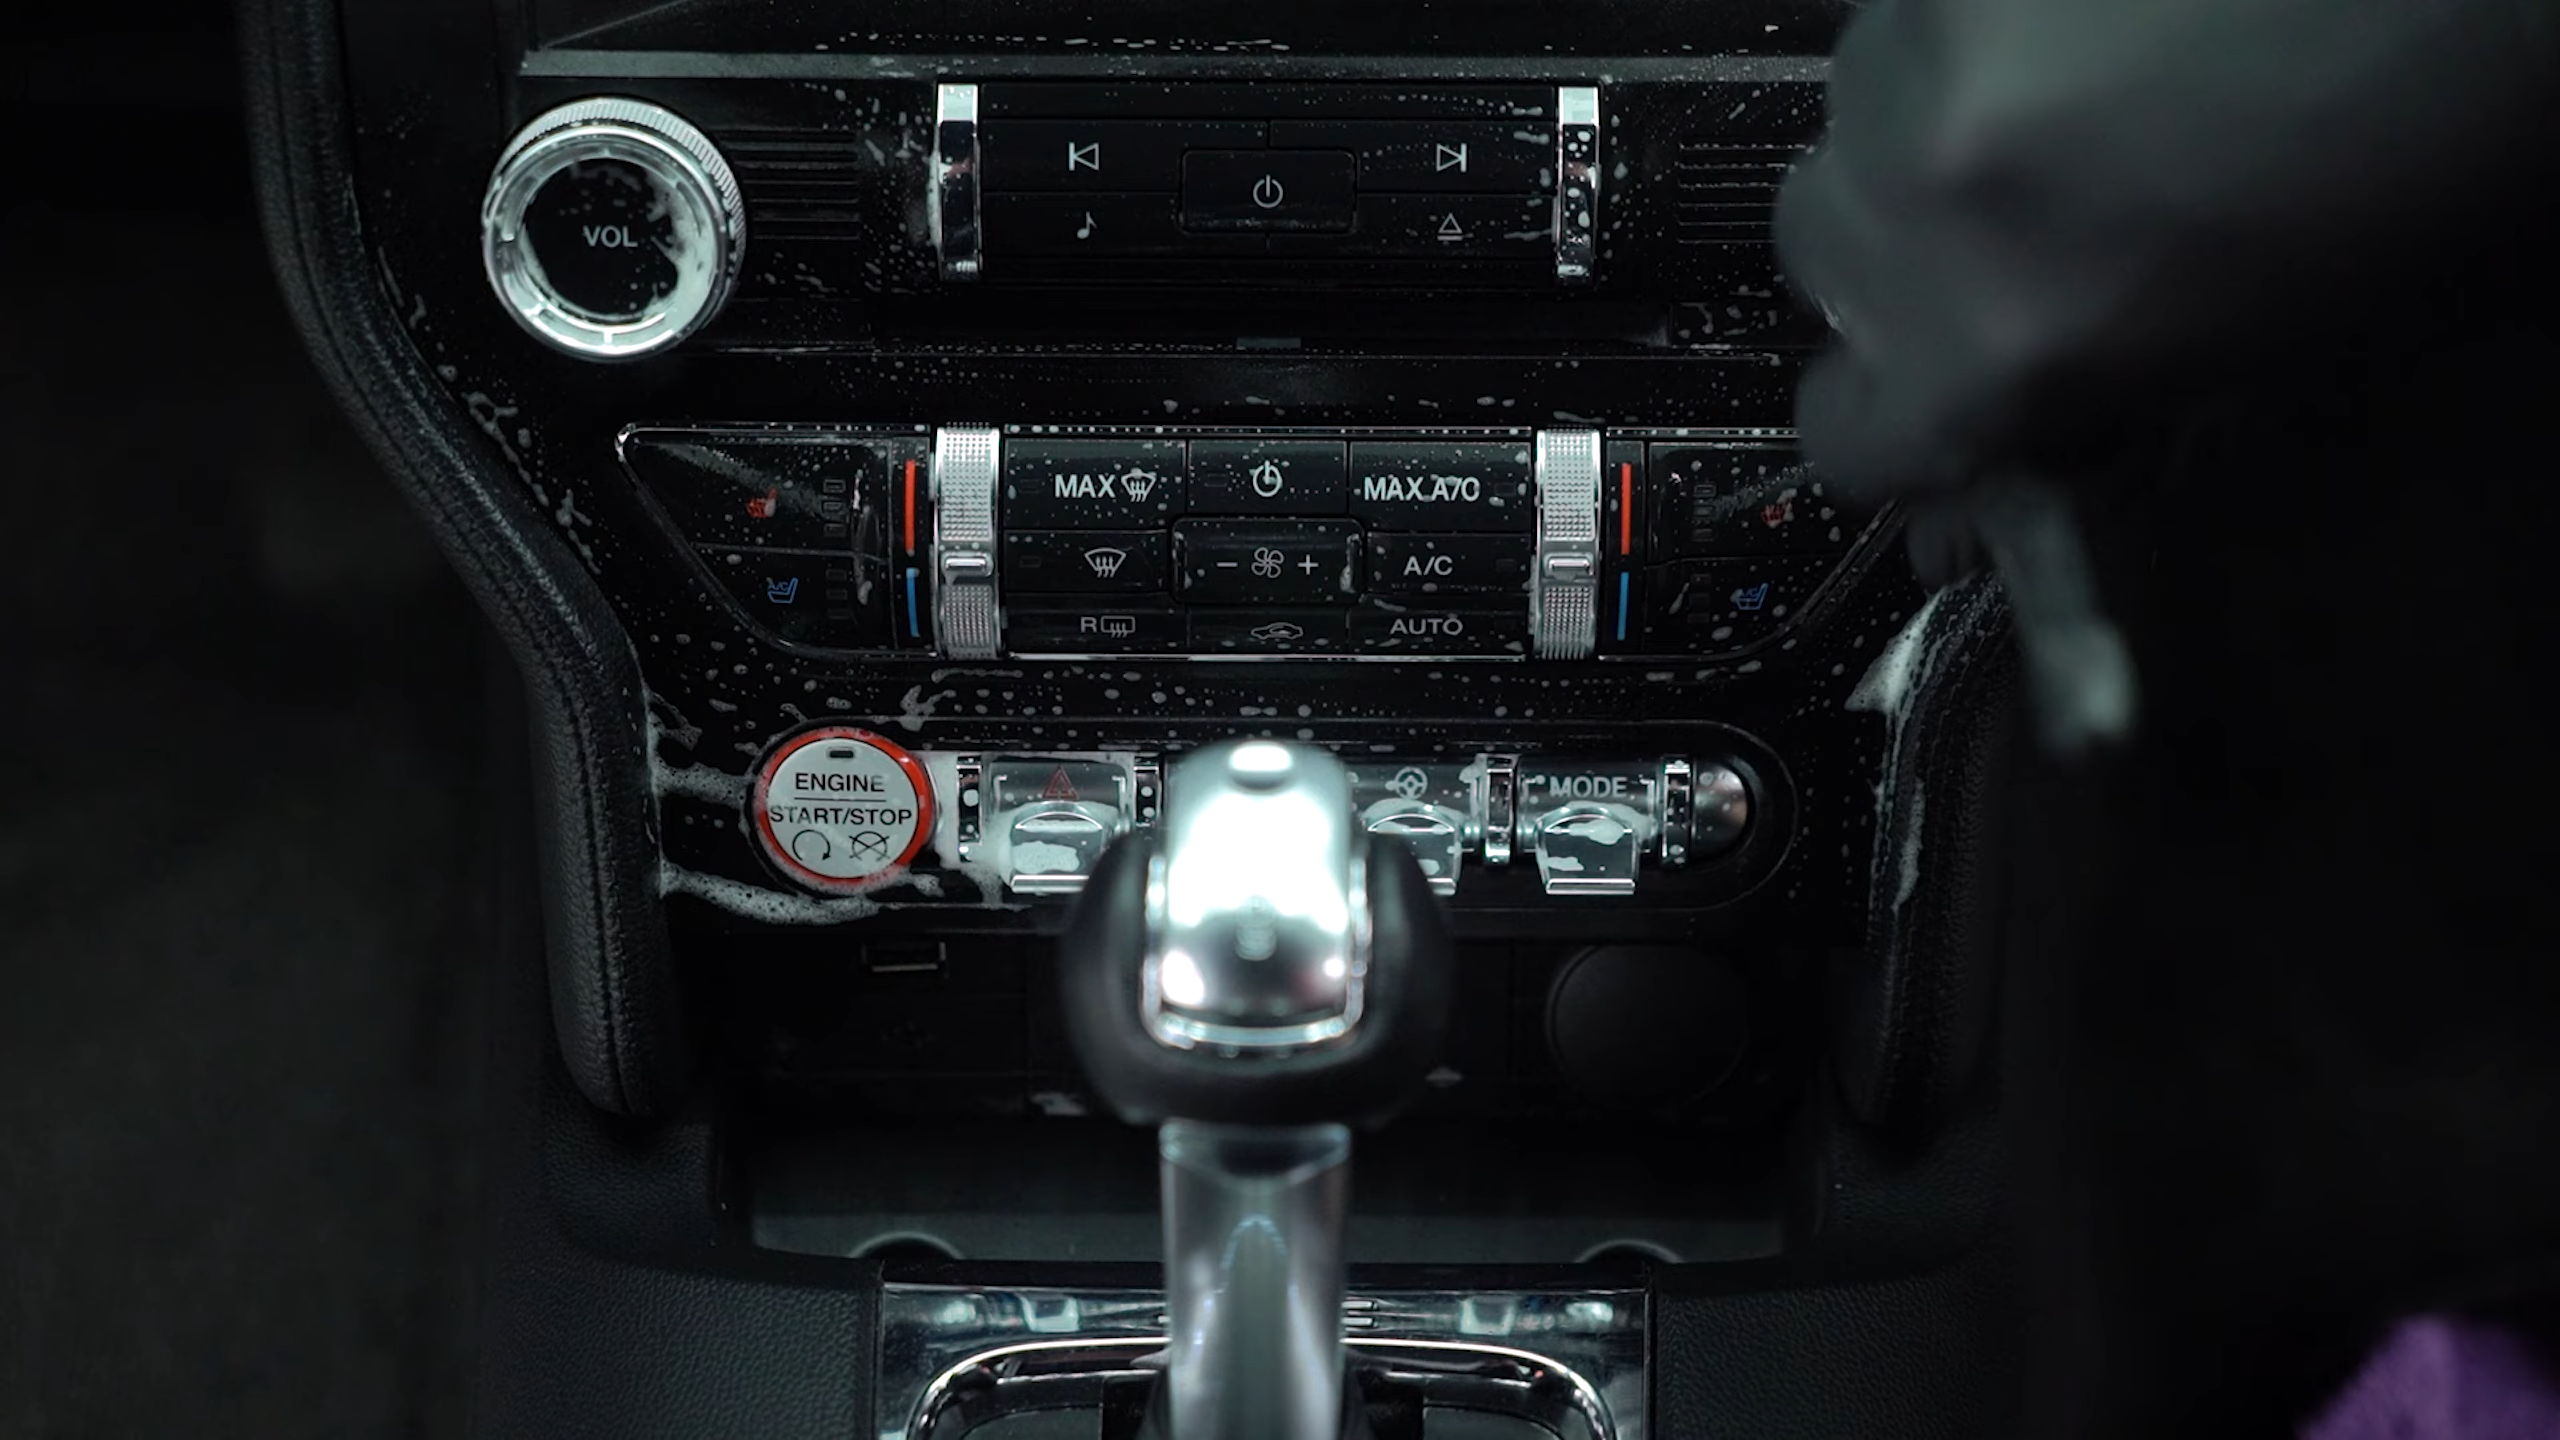 VOL
MAX MAX A/C
A/C
R AUTO
ENGINE
START/STOP
MODE